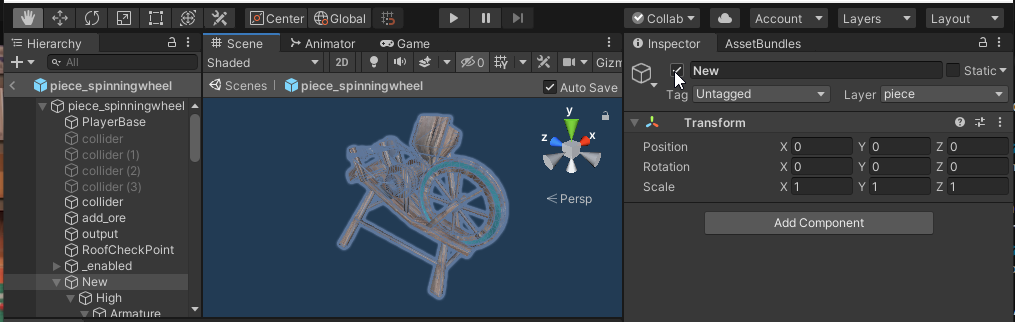 Center Global Collab Account Layers Layout
Hierarchy
All
piece_spinningwheel
piece_spinningwheel
PlayerBase
collider
collider (1)
collider (2)
collider (3)
collider
add_ore
output
RoofCheckPoint
_enabled
New
High
Armature
Scene Animator Game
Shaded 2D 0 Gizm
Scenes piece_spinningwheel Auto Save
y
z x
Persp
Inspector AssetBundles
New Static
Tag Untagged Layer piece
Transform
Position X 0 Y 0 Z 0
Rotation X 0 Y 0 Z 0
Scale X 1 Y 1 Z 1
Add Component